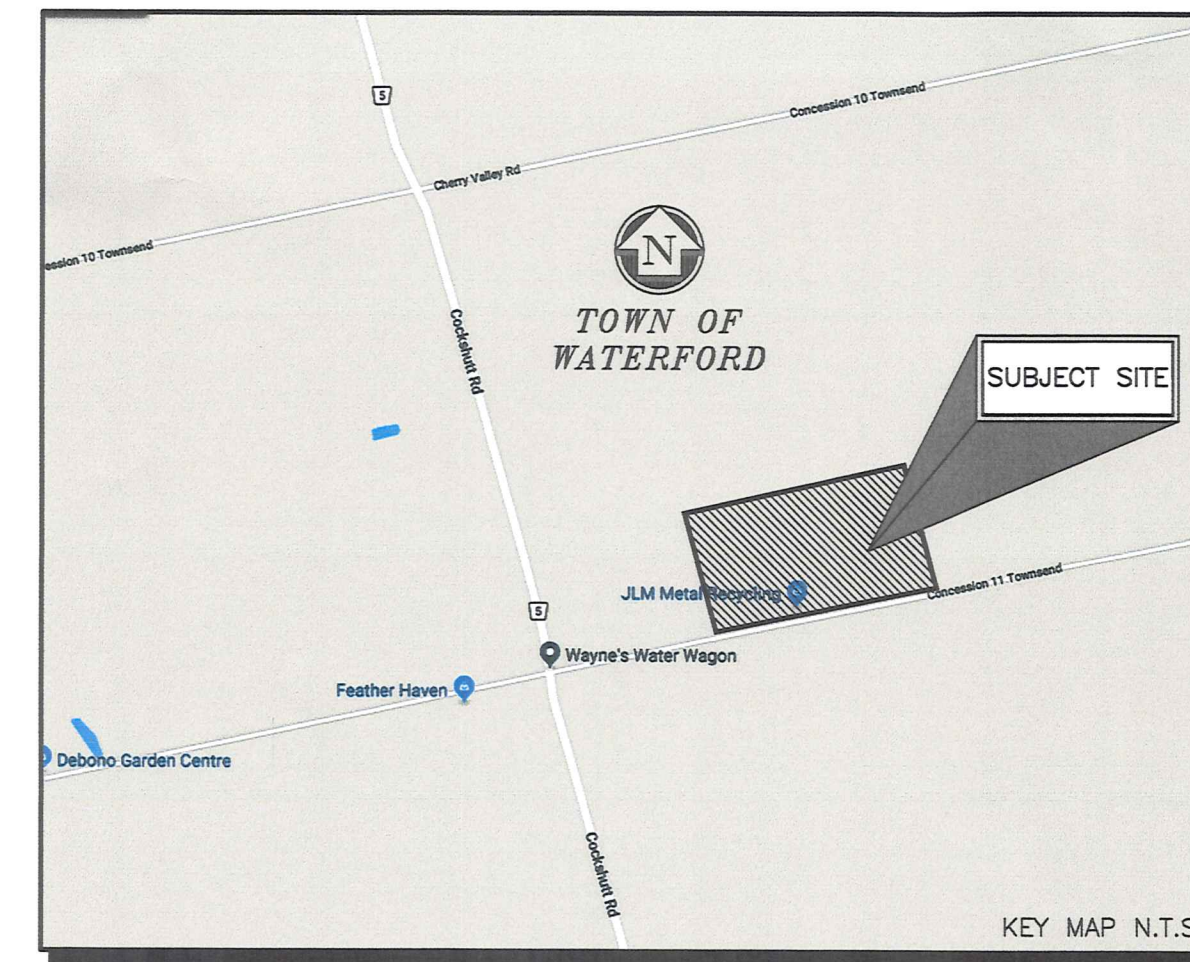 5
Concession 10 Townsend
Cherry Valley Rd
ession 10 Townsend
N
TOWN OF
WATERFORD
Cockshutt Rd
SUBJECT SITE
JLM Metal Recycling
Concession 11 Townsend
5
Wayne's Water Wagon
Feather Haven
Debono Garden Centre
Cockshutt Rd
KEY MAP N.T.S